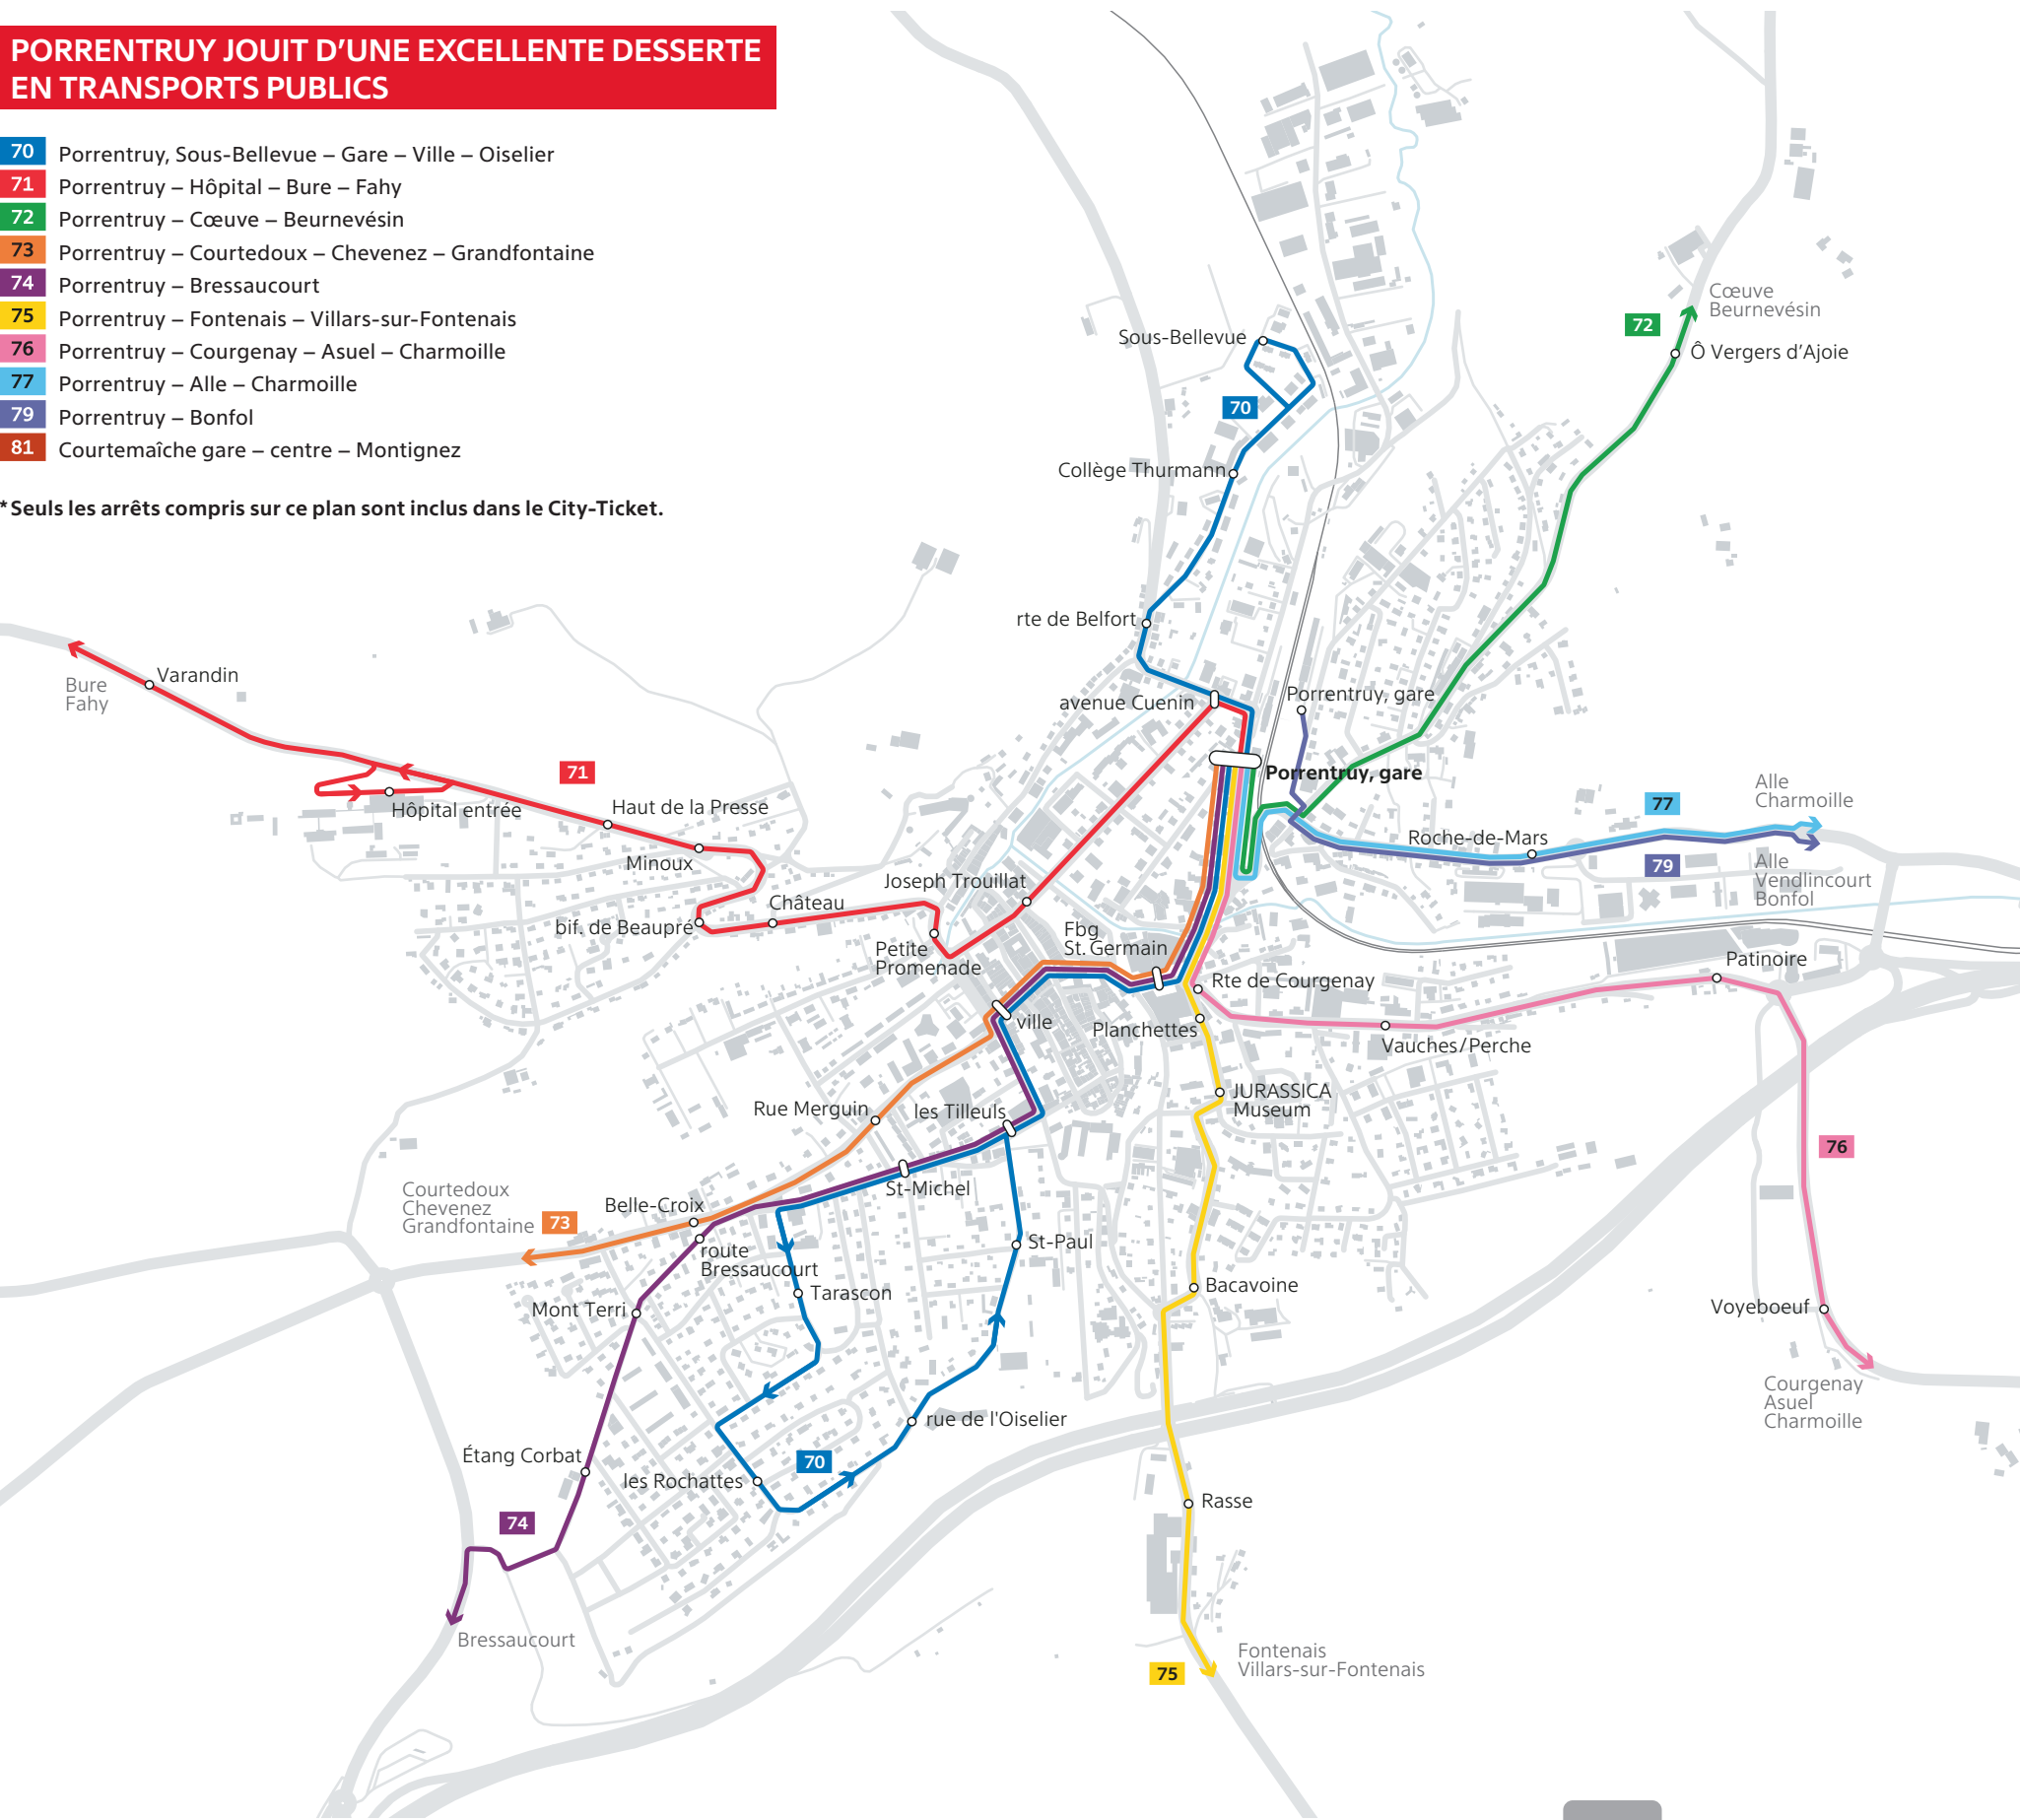 PORRENTRUY JOUIT D’UNE EXCELLENTE DESSERTE
EN TRANSPORTS PUBLICS
70 Porrentruy, Sous-Bellevue – Gare – Ville – Oiselier
71 Porrentruy – Hôpital – Bure – Fahy
72 Porrentruy – Cœuve – Beurnevésin
73 Porrentruy – Courtedoux – Chevenez – Grandfontaine
74 Porrentruy – Bressaucourt
75 Porrentruy – Fontenais – Villars-sur-Fontenais
76 Porrentruy – Courgenay – Asuel – Charmoille
77 Porrentruy – Alle – Charmoille
79 Porrentruy – Bonfol
81 Courtemaîche gare – centre – Montignez
*Seuls les arrêts compris sur ce plan sont inclus dans le City-Ticket.
Cœuve
Beurnevésin
72
Ô Vergers d’Ajoie
Sous-Bellevue
70
Collège Thurmann
rte de Belfort
Varandin
Bure
Fahy
avenue Cuenin
Porrentruy, gare
Porrentruy, gare
71
Hôpital entrée
Haut de la Presse
Minoux
Alle
Charmoille
77
Roche-de-Mars
79
Alle
Vendlincourt
Bonfol
Joseph Trouillat
Château
bif. de Beaupré
Petite
Promenade
Fbg
St. Germain
Patinoire
Rte de Courgenay
ville
Planchettes
Vauches/Perche
JURASSICA
Museum
Rue Merguin
les Tilleuls
76
St-Michel
Courtedoux
Chevenez
Grandfontaine
73
Belle-Croix
route
Bressaucourt
St-Paul
Tarascon
Bacavoine
Mont Terri
Voyeboeuf
Courgenay
Asuel
Charmoille
rue de l'Oiselier
Étang Corbat
70
les Rochattes
Rasse
74
Bressaucourt
Fontenais
Villars-sur-Fontenais
75